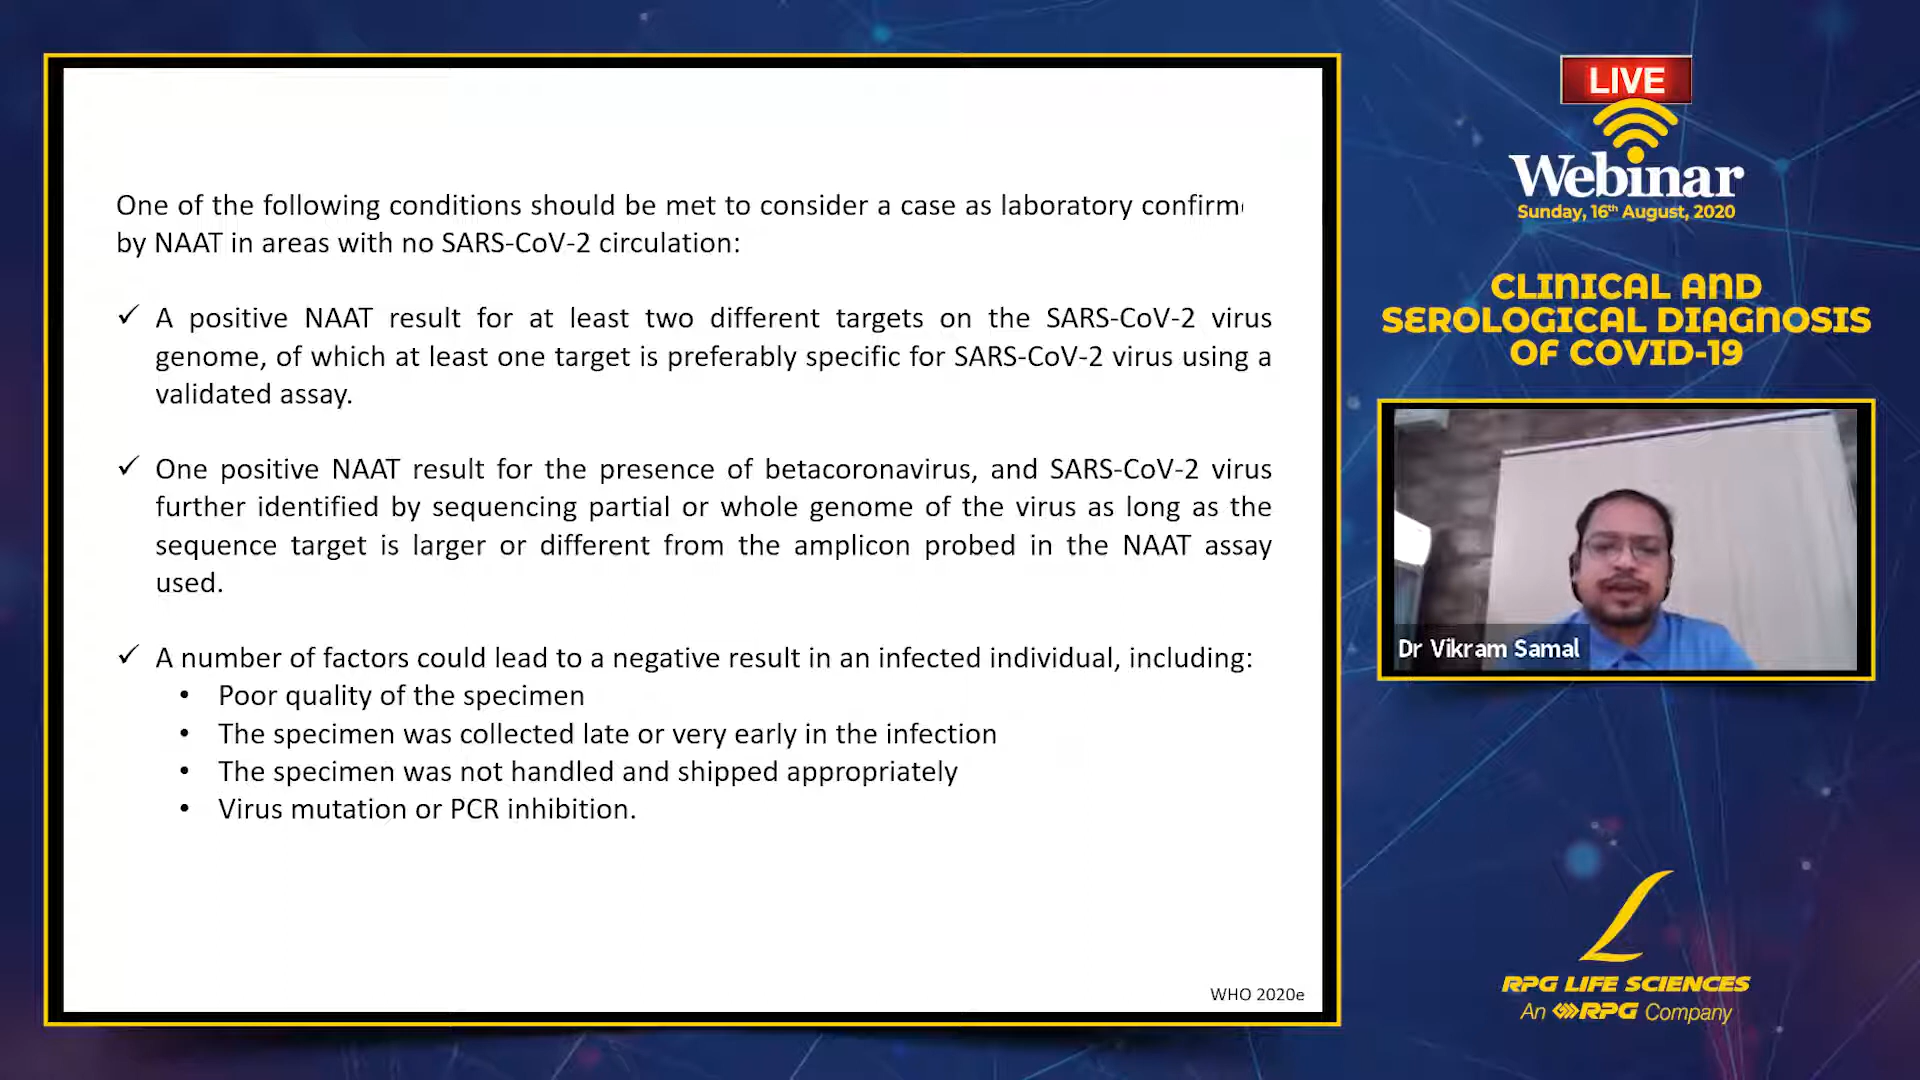 One of the following conditions should be met to consider a case as laboratory confirm
by NAAT in areas with no SARS-CoV-2 circulation:
✓ A positive NAAT result for at least two different targets on the SARS-CoV-2 virus
genome, of which at least one target is preferably specific for SARS-CoV-2 virus using a
validated assay.
✓ One positive NAAT result for the presence of betacoronavirus, and SARS-CoV-2 virus
further identified by sequencing partial or whole genome of the virus as long as the
sequence target is larger or different from the amplicon probed in the NAAT assay
used.
✓ A number of factors could lead to a negative result in an infected individual, including:
• Poor quality of the specimen
• The specimen was collected late or very early in the infection
• The specimen was not handled and shipped appropriately
• Virus mutation or PCR inhibition.
WHO 2020e
LIVE
Webinar
Sunday, 16th August, 2020
CLINICAL AND
SEROLOGICAL DIAGNOSIS
OF COVID-19
Dr Vikram Samal
RPG LIFE SCIENCES
An RPG Company